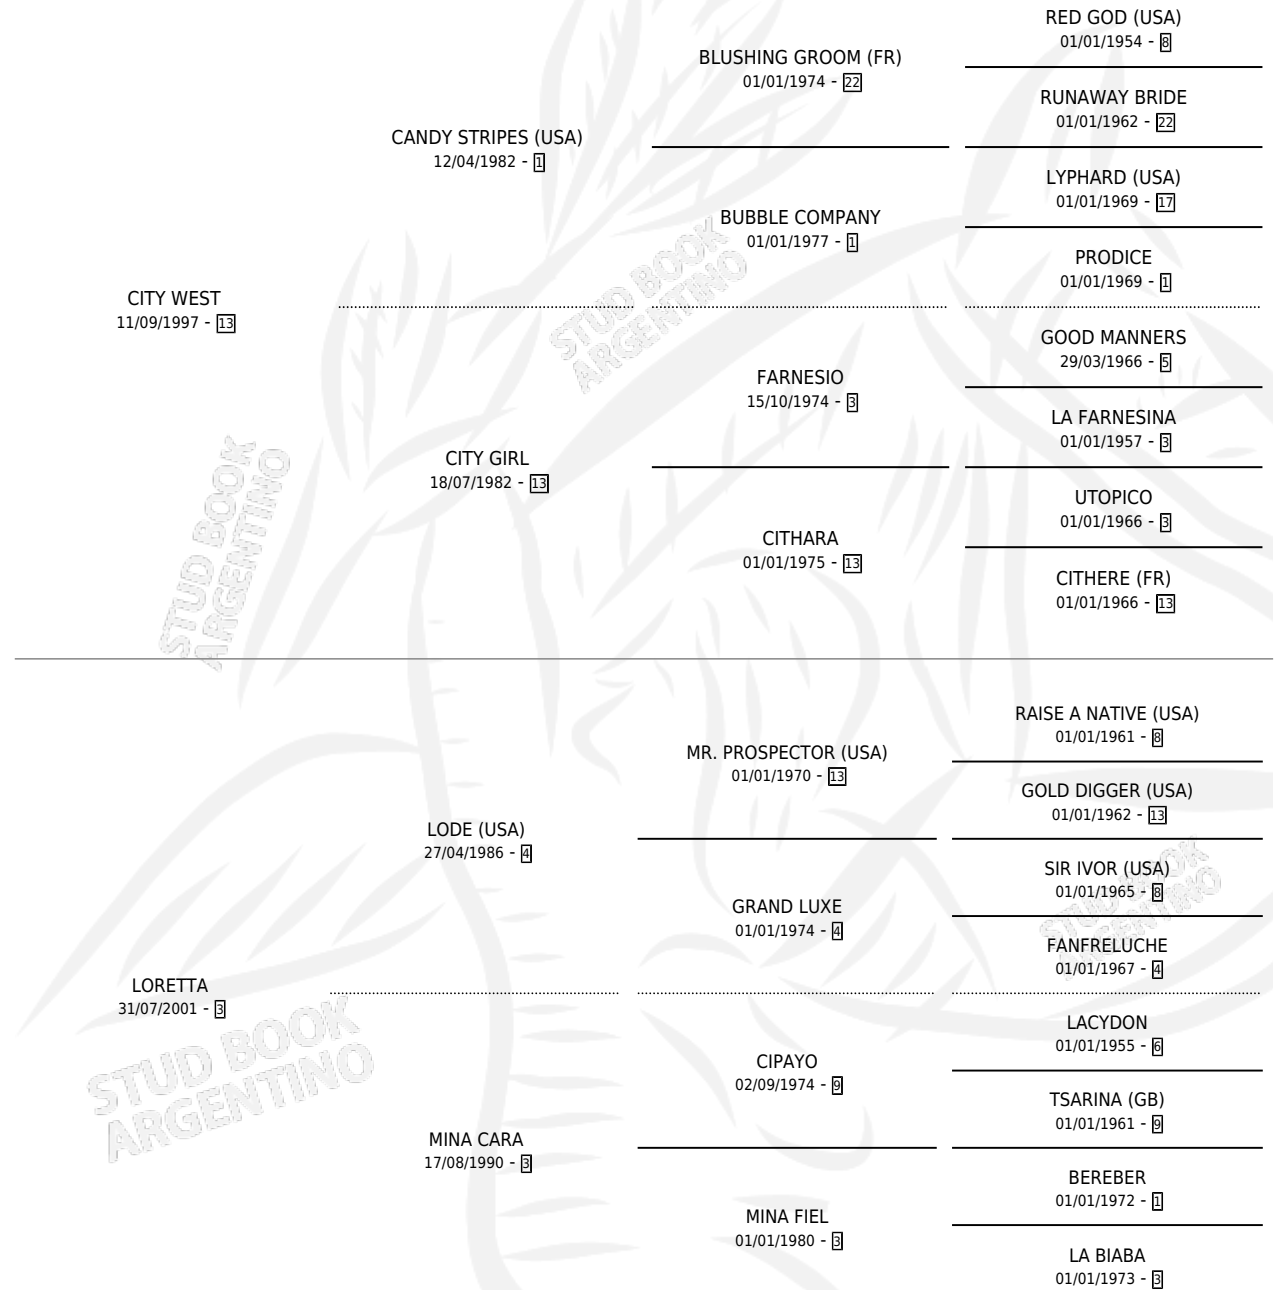 RED GOD (USA)
01/01/1954 - 8
BLUSHING GROOM (FR)
01/01/1974 - 22
RUNAWAY BRIDE
01/01/1962 - 22
CANDY STRIPES (USA)
12/04/1982 - 1
LYPHARD (USA)
01/01/1969 - 17
BUBBLE COMPANY
01/01/1977 - 1
PRODICE
01/01/1969 - 1
STUD BOOK
ARGENTINO
CITY WEST
11/09/1997 - 13
GOOD MANNERS
29/03/1966 - 5
FARNESIO
15/10/1974 - 3
LA FARNESINA
01/01/1957 - 3
CITY GIRL
18/07/1982 - 13
UTOPICO
01/01/1966 - 3
CITHARA
01/01/1975 - 13
CITHERE (FR)
01/01/1966 - 13
STUD BOOK
ARGENTINO
RAISE A NATIVE (USA)
01/01/1961 - 8
MR. PROSPECTOR (USA)
01/01/1970 - 13
GOLD DIGGER (USA)
01/01/1962 - 13
LODE (USA)
27/04/1986 - 4
SIR IVOR (USA)
01/01/1965 - 8
GRAND LUXE
01/01/1974 - 4
FANFRELUCHE
01/01/1967 - 4
STUD BOOK
ARGENTINO
LORETTA
31/07/2001 - 3
LACYDON
01/01/1955 - 6
CIPAYO
02/09/1974 - 9
TSARINA (GB)
01/01/1961 - 9
STUD BOOK
ARGENTINO
MINA CARA
17/08/1990 - 3
BEREBER
01/01/1972 - 1
MINA FIEL
01/01/1980 - 3
LA BIABA
01/01/1973 - 3